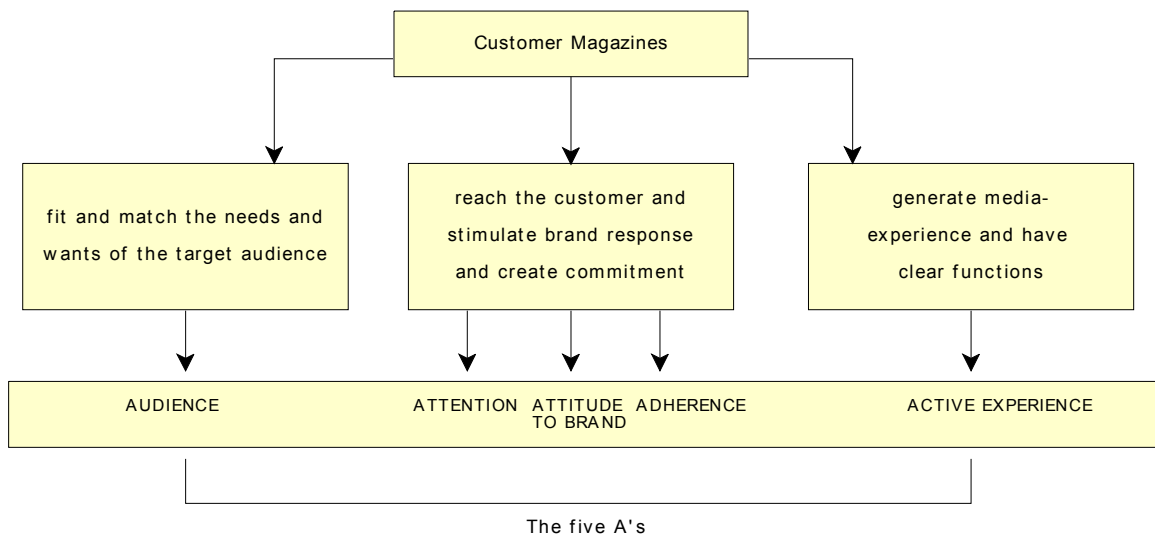 Customer Magazines
fit and match the needs and
wants of the target audience
reach the customer and
stimulate brand response
and create commitment
generate media-
experience and have
clear functions
AUDIENCE
ATTENTION
ATTITUDE
TO BRAND
ADHERENCE
ACTIVE EXPERIENCE
The five A's